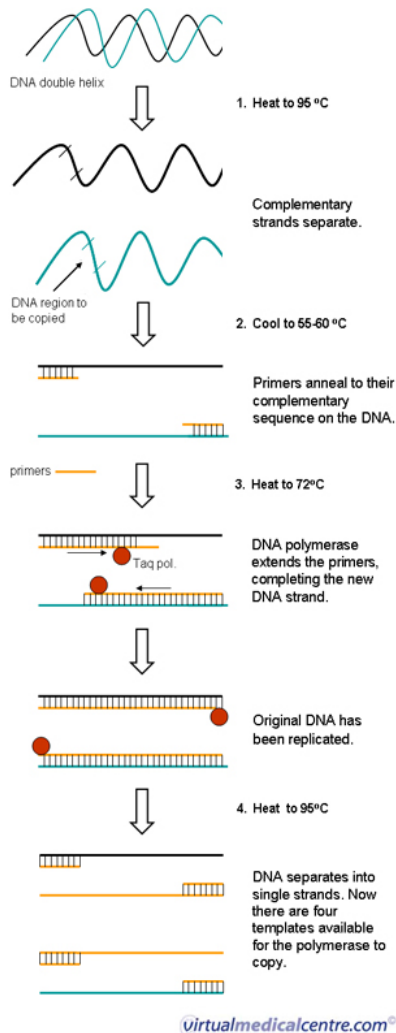 DNA double helix
1. Heat to 95 ºC
Complementary
strands separate.
DNA region to
be copied
2. Cool to 55-60 ºC
Primers anneal to their
complementary
sequence on the DNA.
primers
3. Heat to 72ºC
Taq pol.
DNA polymerase
extends the primers,
completing the new
DNA strand.
Original DNA has
been replicated.
4. Heat to 95ºC
DNA separates into
single strands. Now
there are four
templates available
for the polymerase to
copy.
virtualmedicalcentre.com©